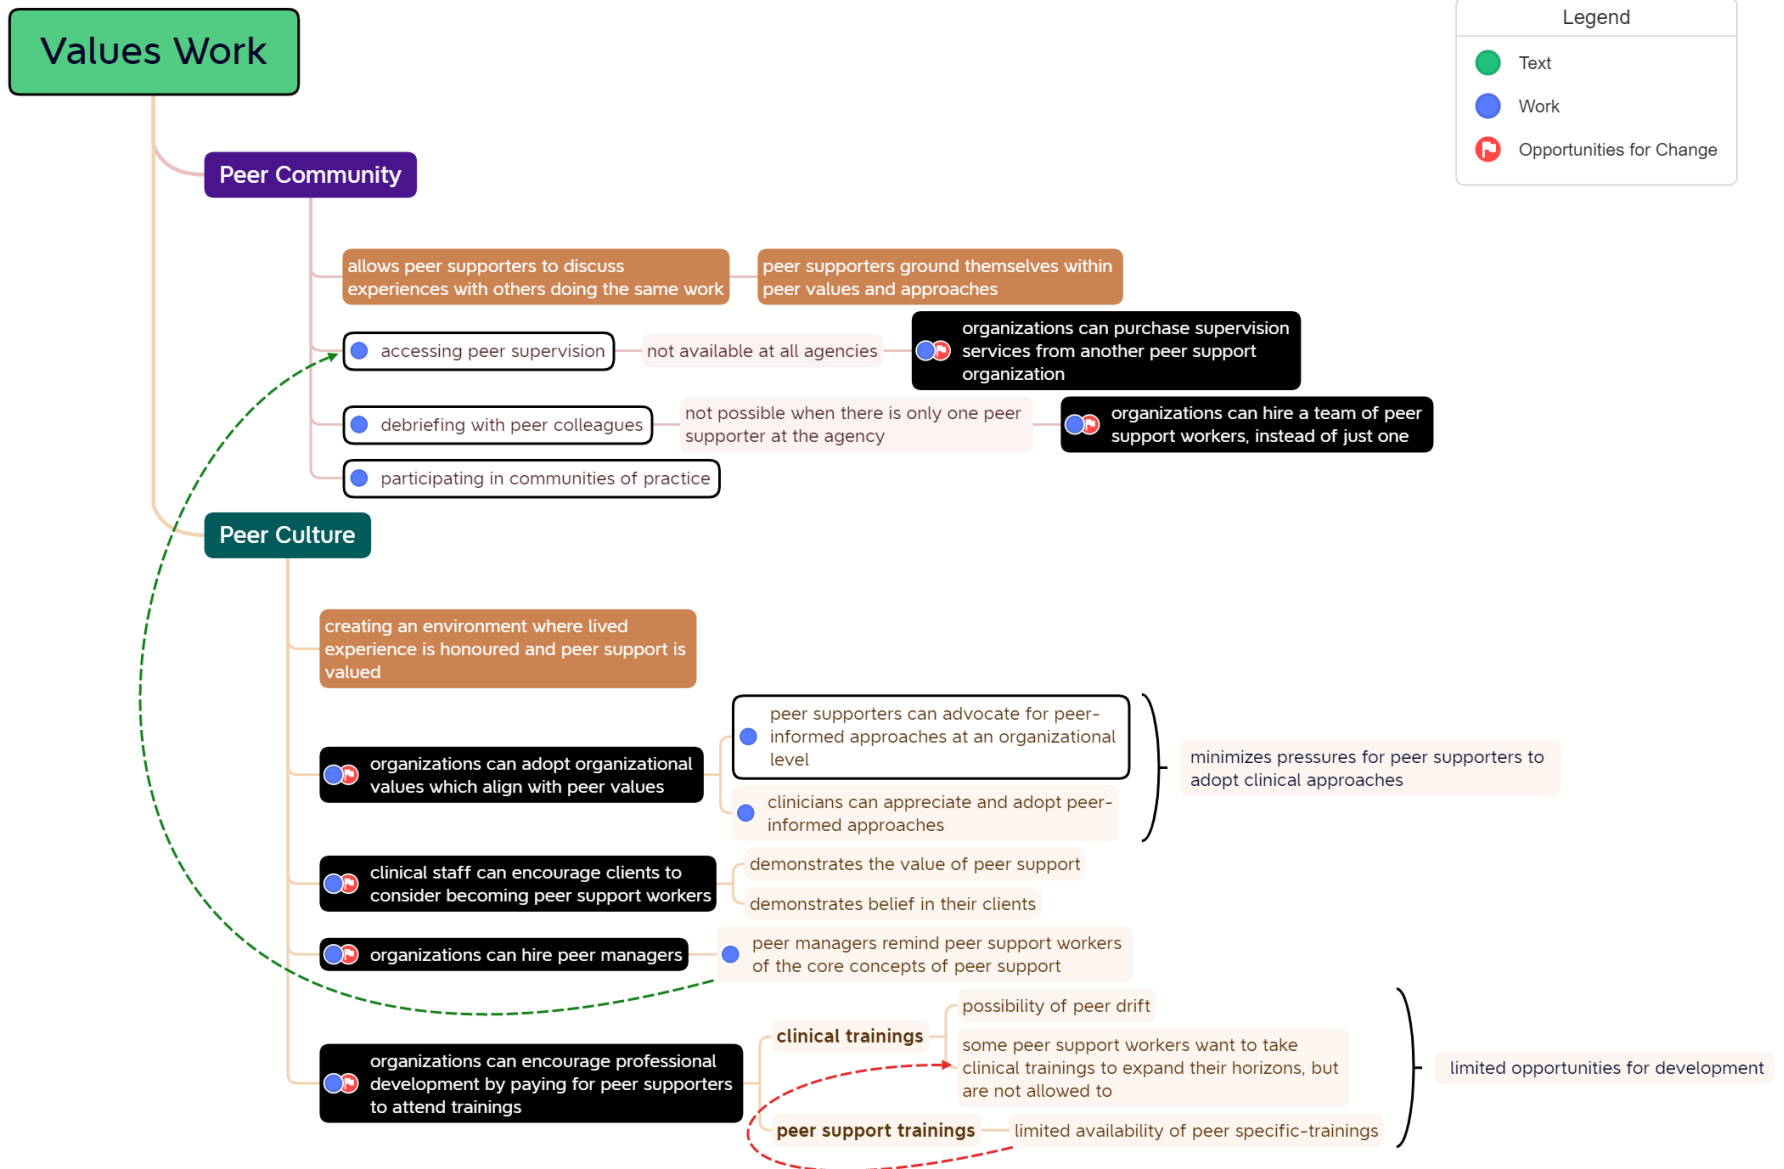 Values Work
Legend
Text
Work
Opportunities for Change
Peer Community
allows peer supporters to discuss
experiences with others doing the same work
peer supporters ground themselves within
peer values and approaches
accessing peer supervision
not available at all agencies
organizations can purchase supervision
services from another peer support
organization
debriefing with peer colleagues
not possible when there is only one peer
supporter at the agency
organizations can hire a team of peer
support workers, instead of just one
participating in communities of practice
Peer Culture
creating an environment where lived
experience is honoured and peer support is
valued
organizations can adopt organizational
values which align with peer values
peer supporters can advocate for peer-
informed approaches at an organizational
level
clinicians can appreciate and adopt peer-
informed approaches
minimizes pressures for peer supporters to
adopt clinical approaches
clinical staff can encourage clients to
consider becoming peer support workers
demonstrates the value of peer support
demonstrates belief in their clients
organizations can hire peer managers
peer managers remind peer support workers
of the core concepts of peer support
organizations can encourage professional
development by paying for peer supporters
to attend trainings
clinical trainings
possibility of peer drift
some peer support workers want to take
clinical trainings to expand their horizons, but
are not allowed to
peer support trainings
limited availability of peer specific-trainings
limited opportunities for development